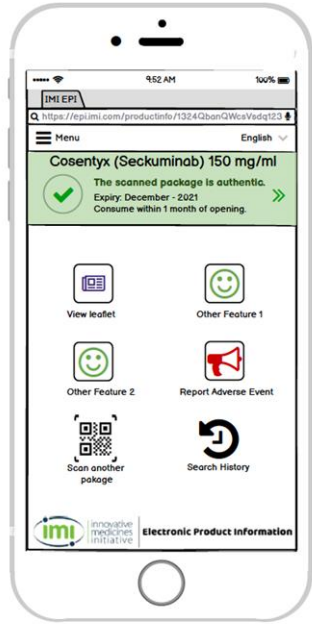 9:52 AM 100%
IMI EPI
https://epi.imi.com/productinfo/1324QbanQWcsVsdq123
Menu English
Cosentyx (Seckuminab) 150 mg/ml
The scanned package is authentic.
Expiry: December - 2021
Consume within 1 month of opening.
View leaflet Other Feature 1
Other Feature 2 Report Adverse Event
Scan another Search History
pakage
imi innovative medicines initiative Electronic Product Information